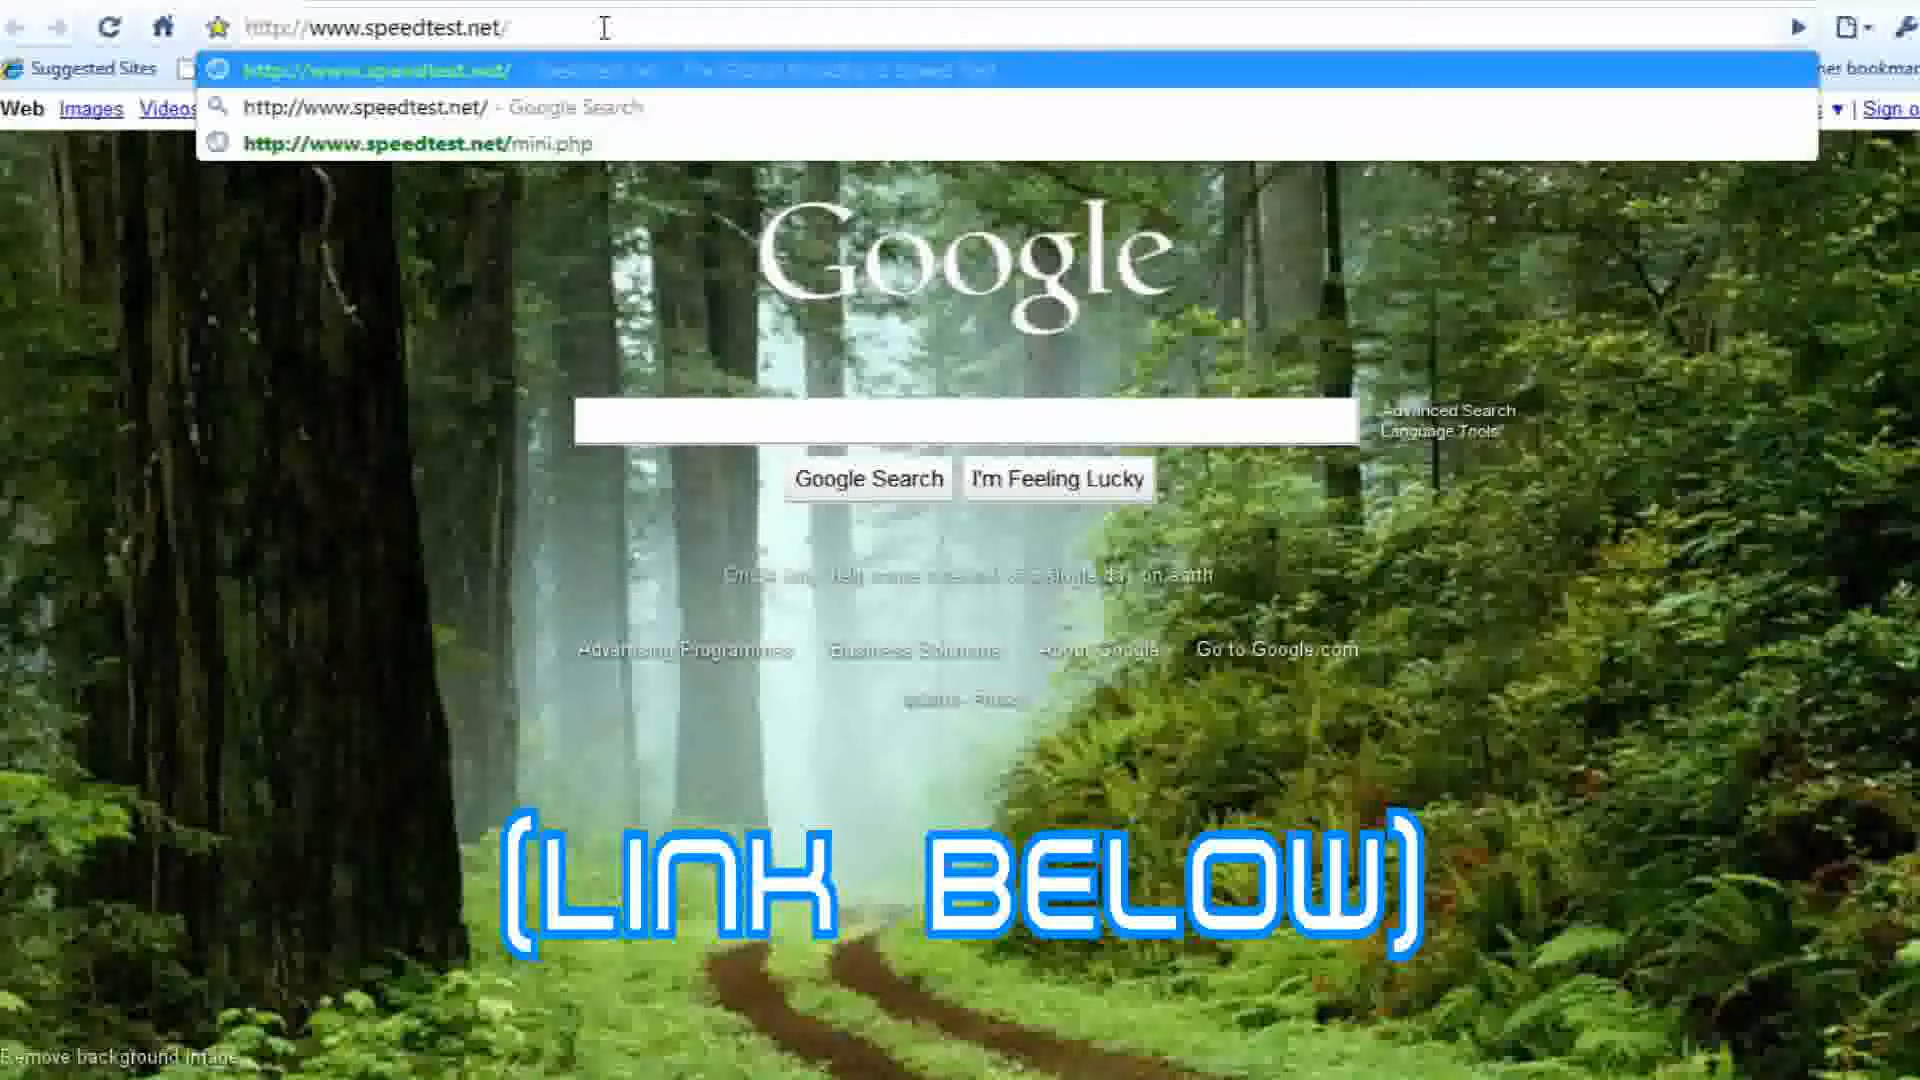 http://www.speedtest.net/
Suggested Sites
http://www.speedtest.net/
ner bookmar
http://www.speedtest.net/ - Google Search
Web Images Videos
Sign o
http://www.speedtest.net/mini.php
Google
Advanced Search
Language Tools
Google Search I'm Feeling Lucky
Advertising Programmes Business Solutions About Google Go to Google.com
(LINK BELOW)
Remove background image